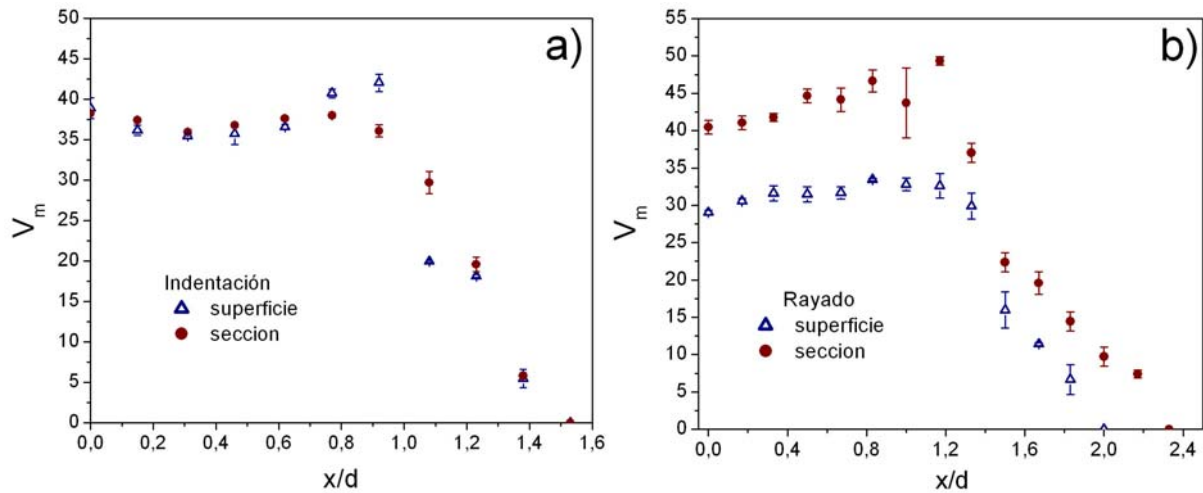 a)
50
45
40
35
30
25
20
15
10
5
0
V_m
Indentación
superficie
seccion
0,0 0,2 0,4 0,6 0,8 1,0 1,2 1,4 1,6
x/d
b)
55
50
45
40
35
30
25
20
15
10
5
0
V_m
Rayado
superficie
seccion
0,0 0,4 0,8 1,2 1,6 2,0 2,4
x/d